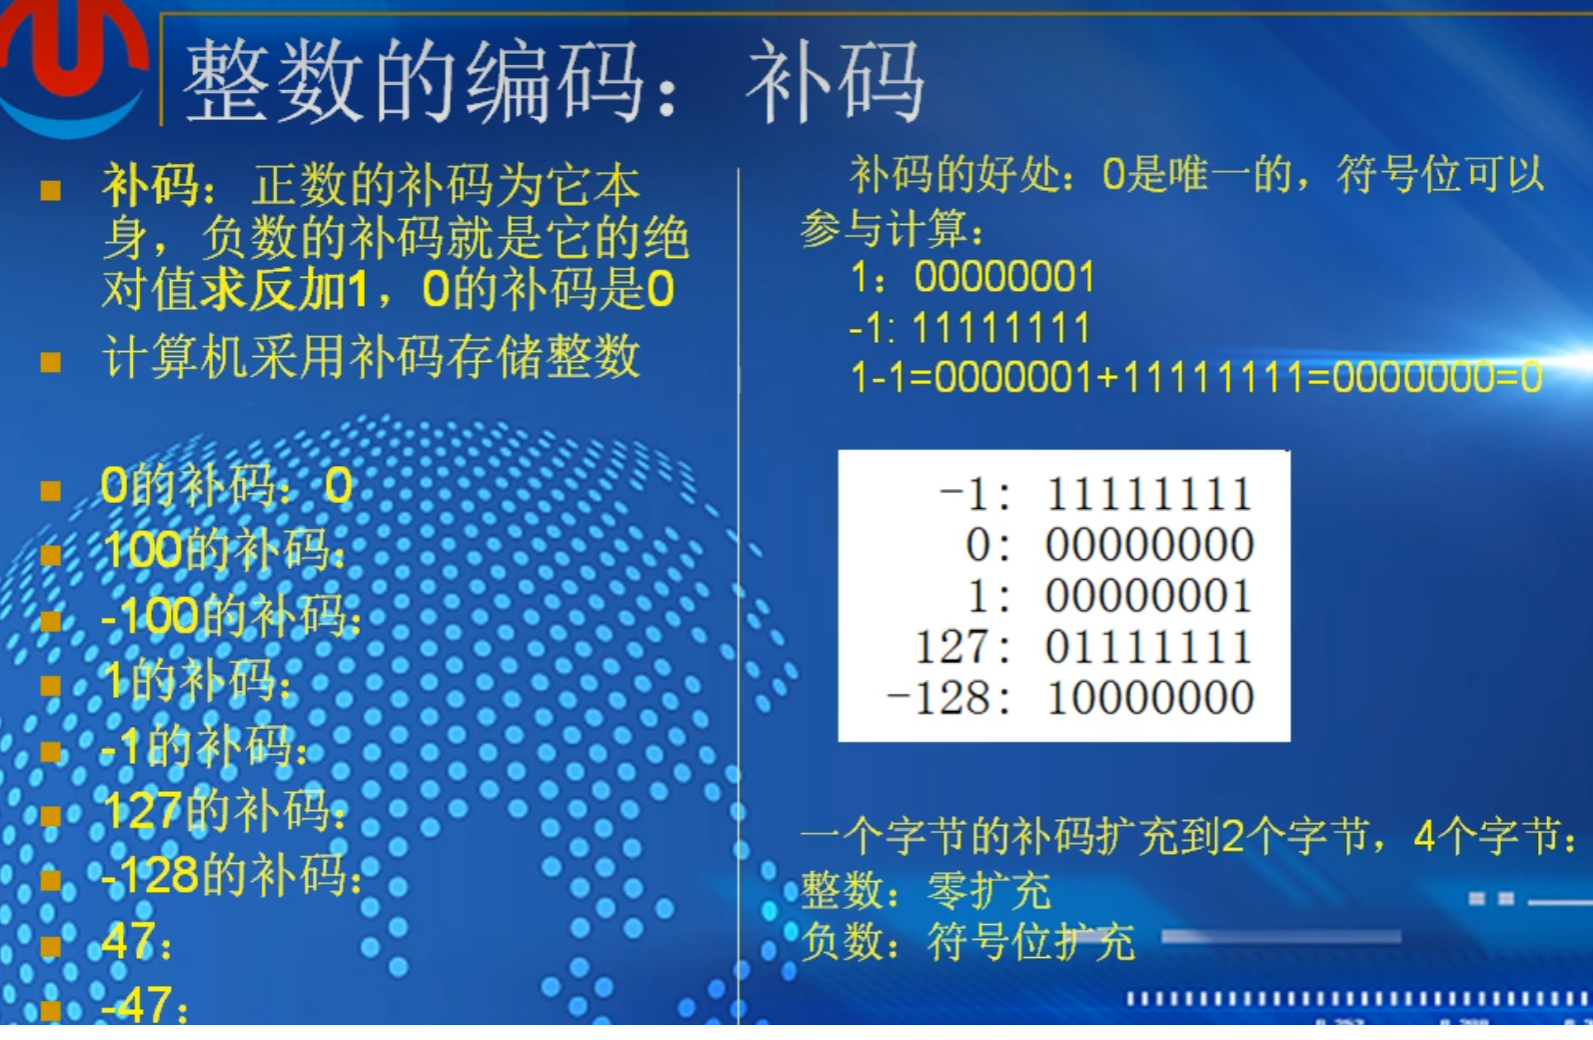 整数的编码：补码
补码：正数的补码为它本
身，负数的补码就是它的绝
对值求反加1，0的补码是0
计算机采用补码存储整数
0的补码：0
100的补码：
-100的补码：
1的补码：
-1的补码：
127的补码：
-128的补码：
47：
-47：
补码的好处：0是唯一的，符号位可以
参与计算：
1：00000001
-1: 11111111
1-1=0000001+11111111=0000000=0
-1: 11111111
0: 00000000
1: 00000001
127: 01111111
-128: 10000000
一个字节的补码扩充到2个字节，4个字节：
整数：零扩充
负数：符号位扩充